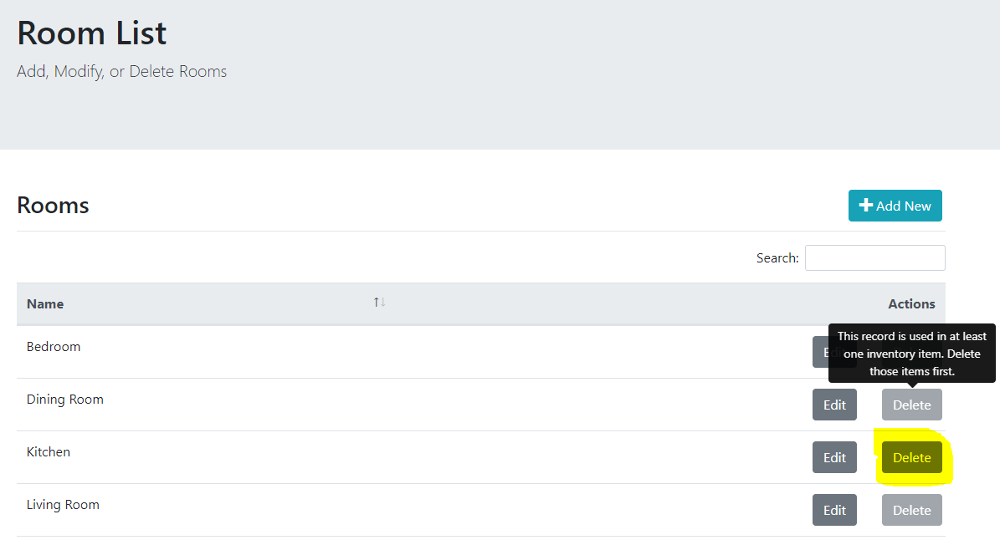 Room List
Add, Modify, or Delete Rooms
Rooms
Add New
Search:
Name
Actions
Bedroom
Edit
This record is used in at least
one inventory item. Delete
those items first.
Dining Room
Edit
Delete
Kitchen
Edit
Delete
Living Room
Edit
Delete